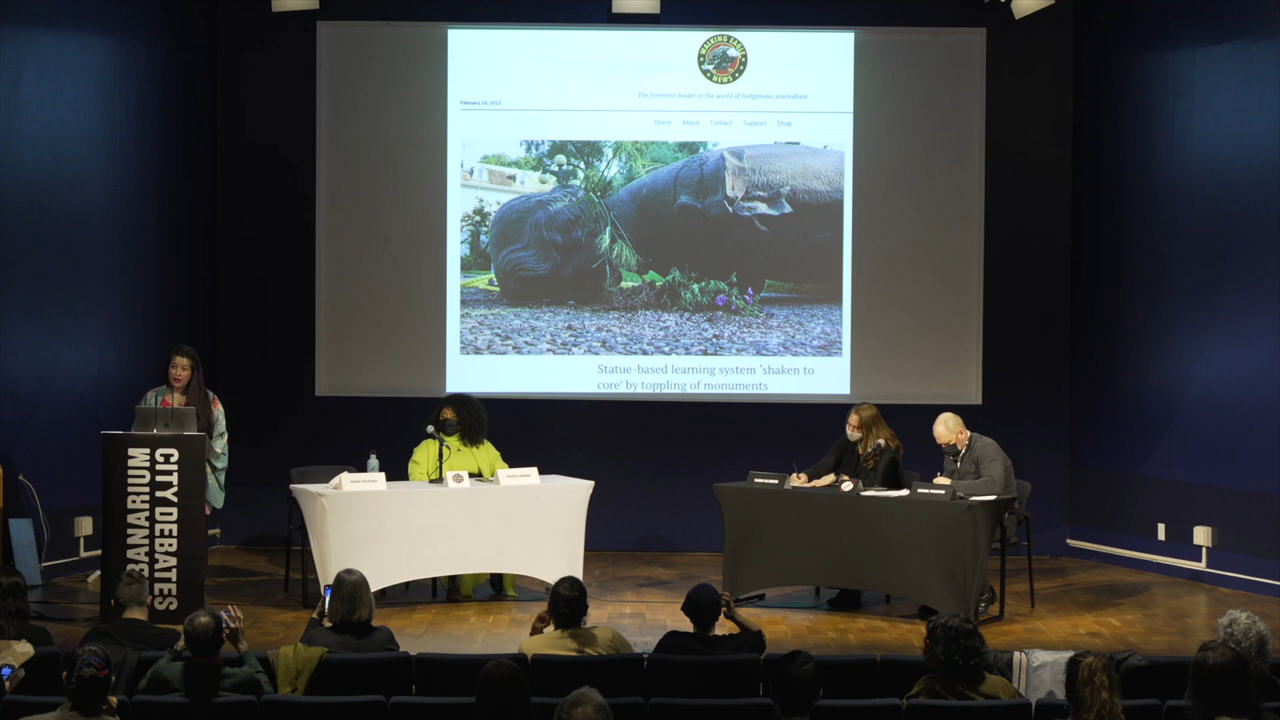 WALKING EAGLE
NEWS
The foremost leader in the world of Indigenous journalism
Home About Contact Support Shop
Statue-based learning system 'shaken to
core' by toppling of monuments
CITY DEBATES
URBANARIUM